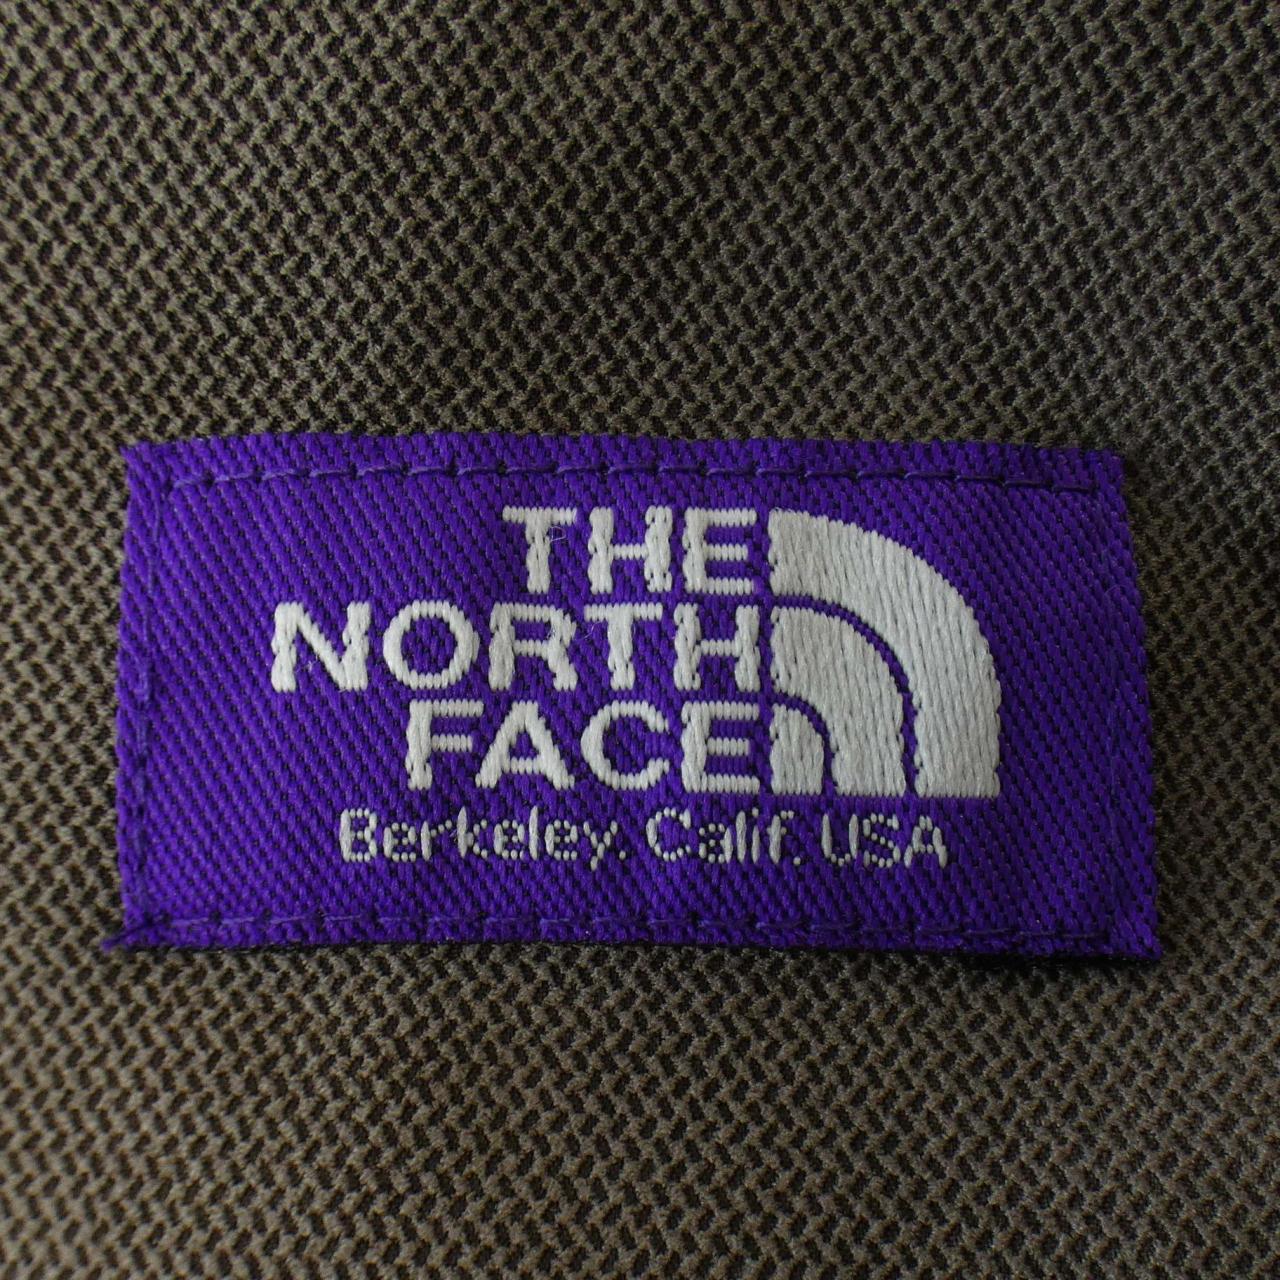 THE
NORTH
FACE
Berkeley. Calif. USA